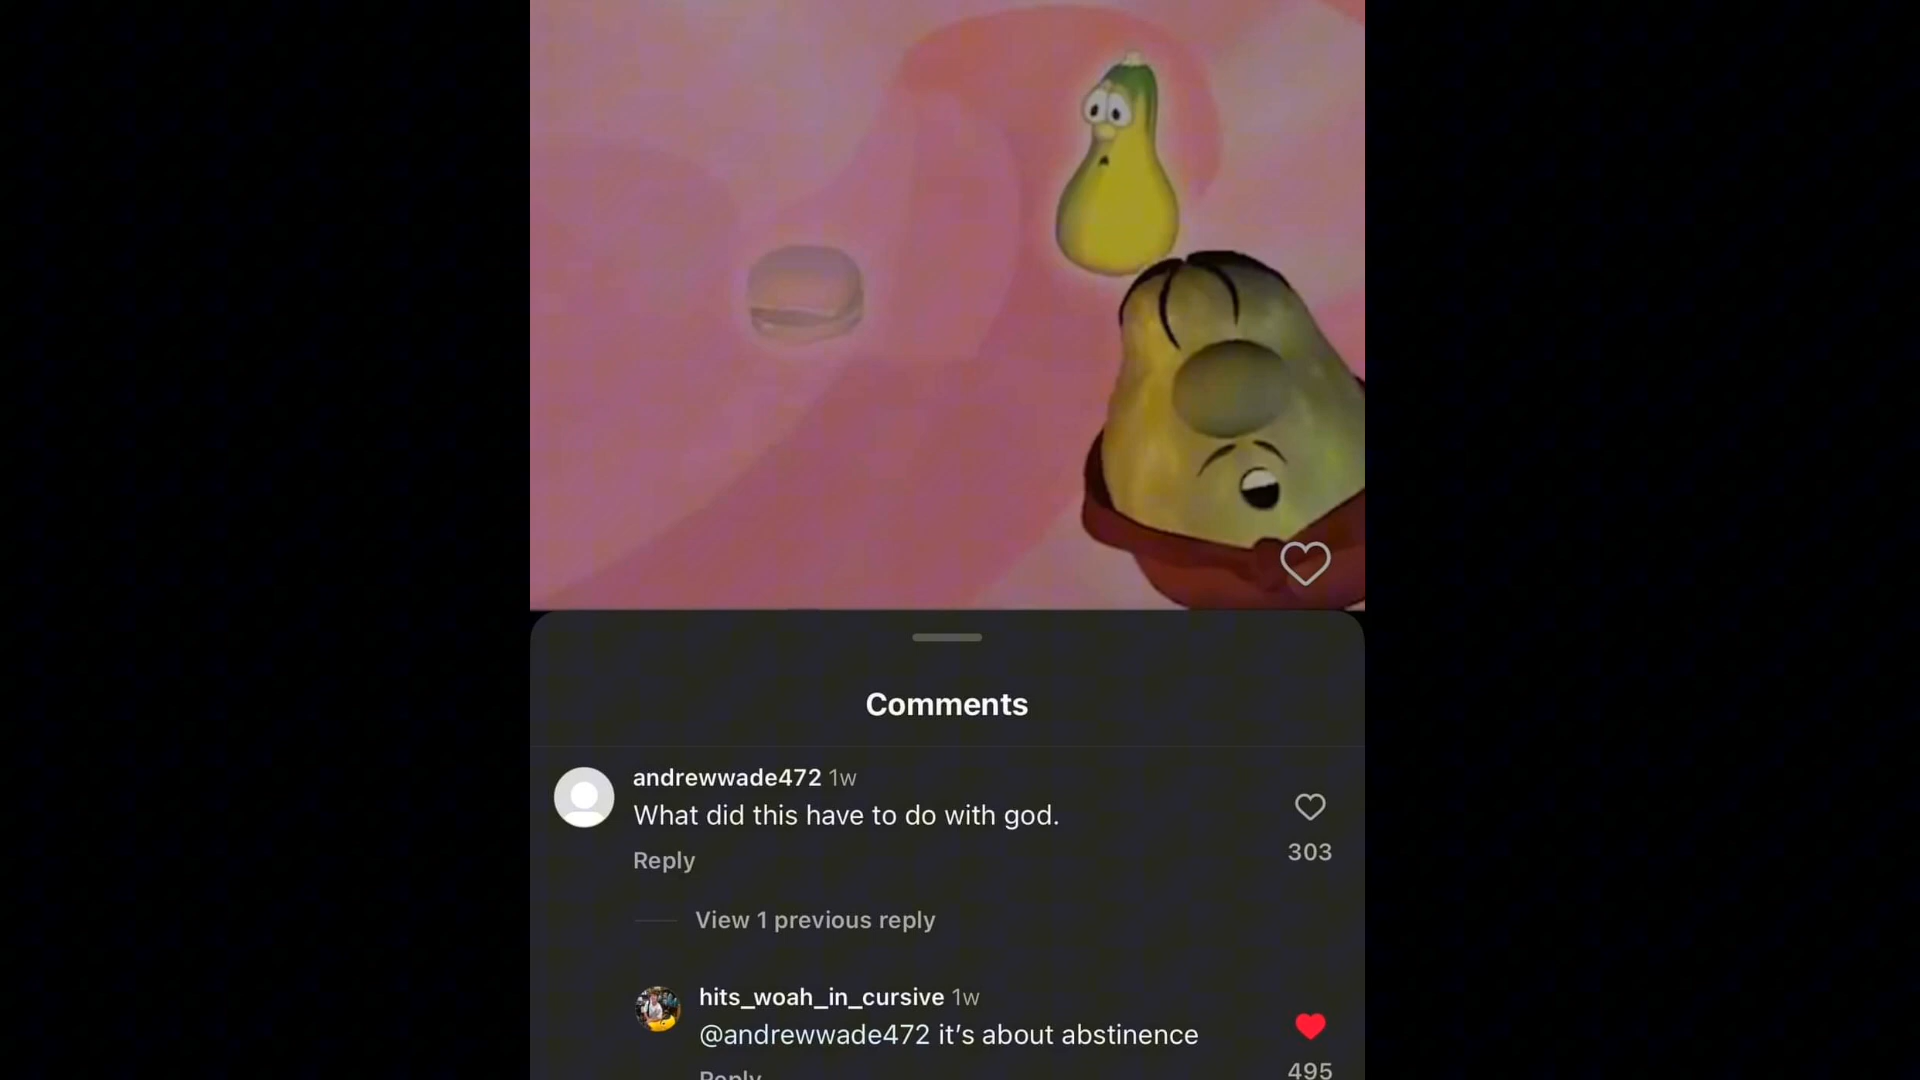 Comments
andrewwade472 1w
What did this have to do with god.
303
Reply
View 1 previous reply
hits_woah_in_cursive 1w
@andrewwade472 it’s about abstinence
495
Reply